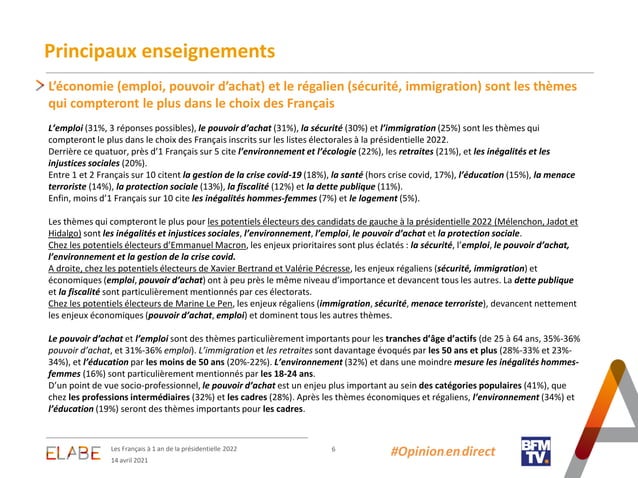 Principaux enseignements
L'économie (emploi, pouvoir d'achat) et le régalien (sécurité, immigration) sont les thèmes
qui compteront le plus dans le choix des Français
L'emploi (31%, 3 réponses possibles), le pouvoir d'achat (31%), la sécurité (30%) et l'immigration (25%) sont les thèmes qui
compteront le plus dans le choix des Français inscrits sur les listes électorales à la présidentielle 2022.
Derrière ce quatuor, près d'1 Français sur 5 cite l'environnement et l'écologie (22%), les retraites (21%), et les inégalités et les
injustices sociales (20%).
Entre 1 et 2 Français sur 10 citent la gestion de la crise covid-19 (18%), la santé (hors crise covid, 17%), l'éducation (15%), la menace
terroriste (14%), la protection sociale (13%), la fiscalité (12%) et la dette publique (11%).
Enfin, moins d'1 Français sur 10 cite les inégalités hommes-femmes (7%) et le logement (5%).
Les thèmes qui compteront le plus pour les potentiels électeurs des candidats de gauche à la présidentielle 2022 (Mélenchon, Jadot et
Hidalgo) sont les inégalités et injustices sociales, l'environnement, l'emploi, le pouvoir d'achat et la protection sociale.
Chez les potentiels électeurs d'Emmanuel Macron, les enjeux prioritaires sont plus éclatés : la sécurité, l'emploi, le pouvoir d'achat,
l'environnement et la gestion de la crise covid.
A droite, chez les potentiels électeurs de Xavier Bertrand et Valérie Pécresse, les enjeux régaliens (sécurité, immigration) et
économiques (emploi, pouvoir d'achat) ont à peu près le même niveau d'importance et devancent tous les autres. La dette publique
et la fiscalité sont particulièrement mentionnés par ces électorats.
Chez les potentiels électeurs de Marine Le Pen, les enjeux régaliens (immigration, sécurité, menace terroriste), devancent nettement
les enjeux économiques (pouvoir d'achat, emploi) et dominent tous les autres thèmes.
Le pouvoir d'achat et l'emploi sont des thèmes particulièrement importants pour les tranches d'âge d'actifs (de 25 à 64 ans, 35%-36%
pouvoir d'achat, et 31%-36% emploi). L'immigration et les retraites sont davantage évoqués par les 50 ans et plus (28%-33% et 23%-
34%), et l'éducation par les moins de 50 ans (20%-22%). L'environnement (32%) et dans une moindre mesure les inégalités hommes-
femmes (16%) sont particulièrement mentionnés par les 18-24 ans.
D'un point de vue socio-professionnel, le pouvoir d'achat est un enjeu plus important au sein des catégories populaires (41%), que
chez les professions intermédiaires (32%) et les cadres (28%). Après les thèmes économiques et régaliens, l'environnement (34%) et
l'éducation (19%) seront des thèmes importants pour les cadres.
ELABE
Les Français à 1 an de la présidentielle 2022
14 avril 2021
6
#Opinion en direct
BFM
TV.